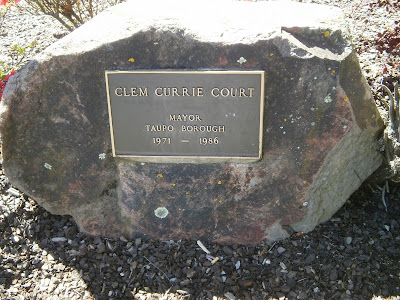 CLEM CURRIE COURT
MAYOR
TAUPO BOROUGH
1971 — 1986